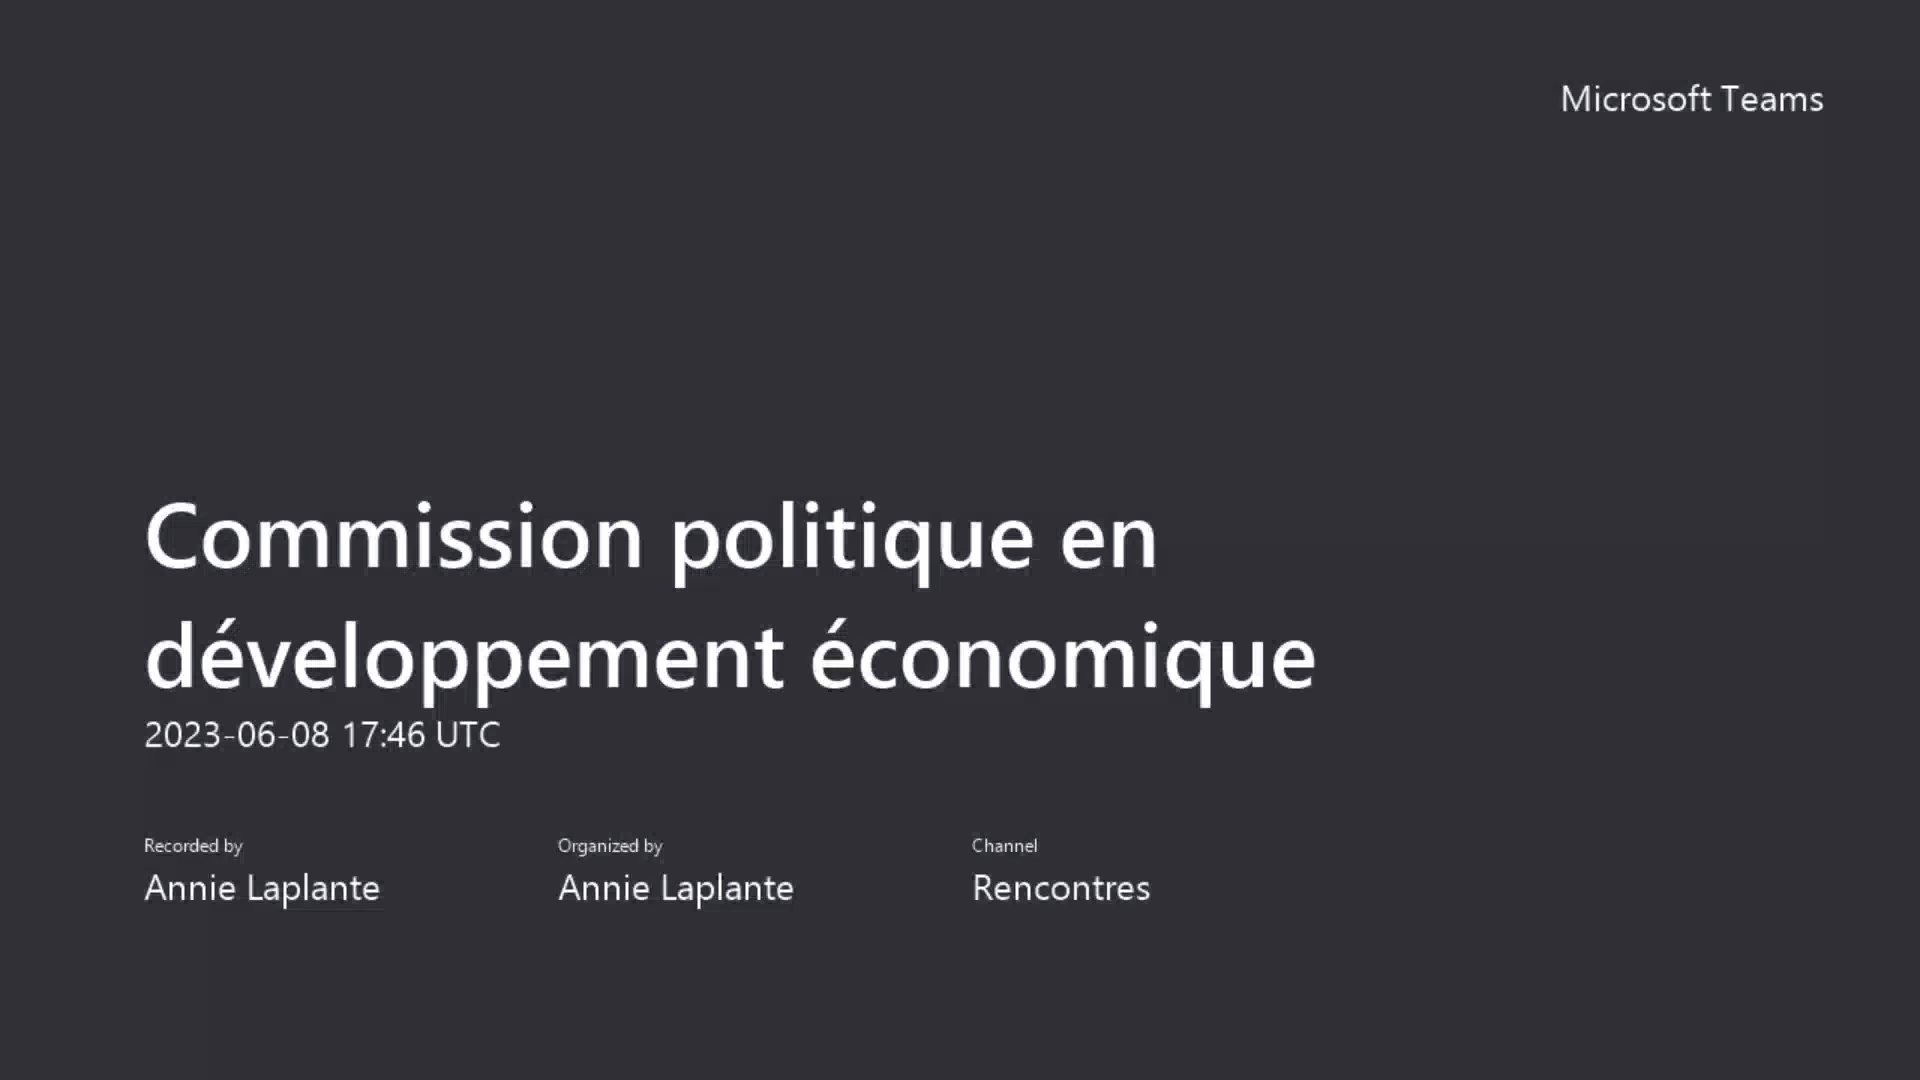 Microsoft Teams
Commission politique en
développement économique
2023-06-08 17:46 UTC
Recorded by
Annie Laplante
Organized by
Annie Laplante
Channel
Rencontres